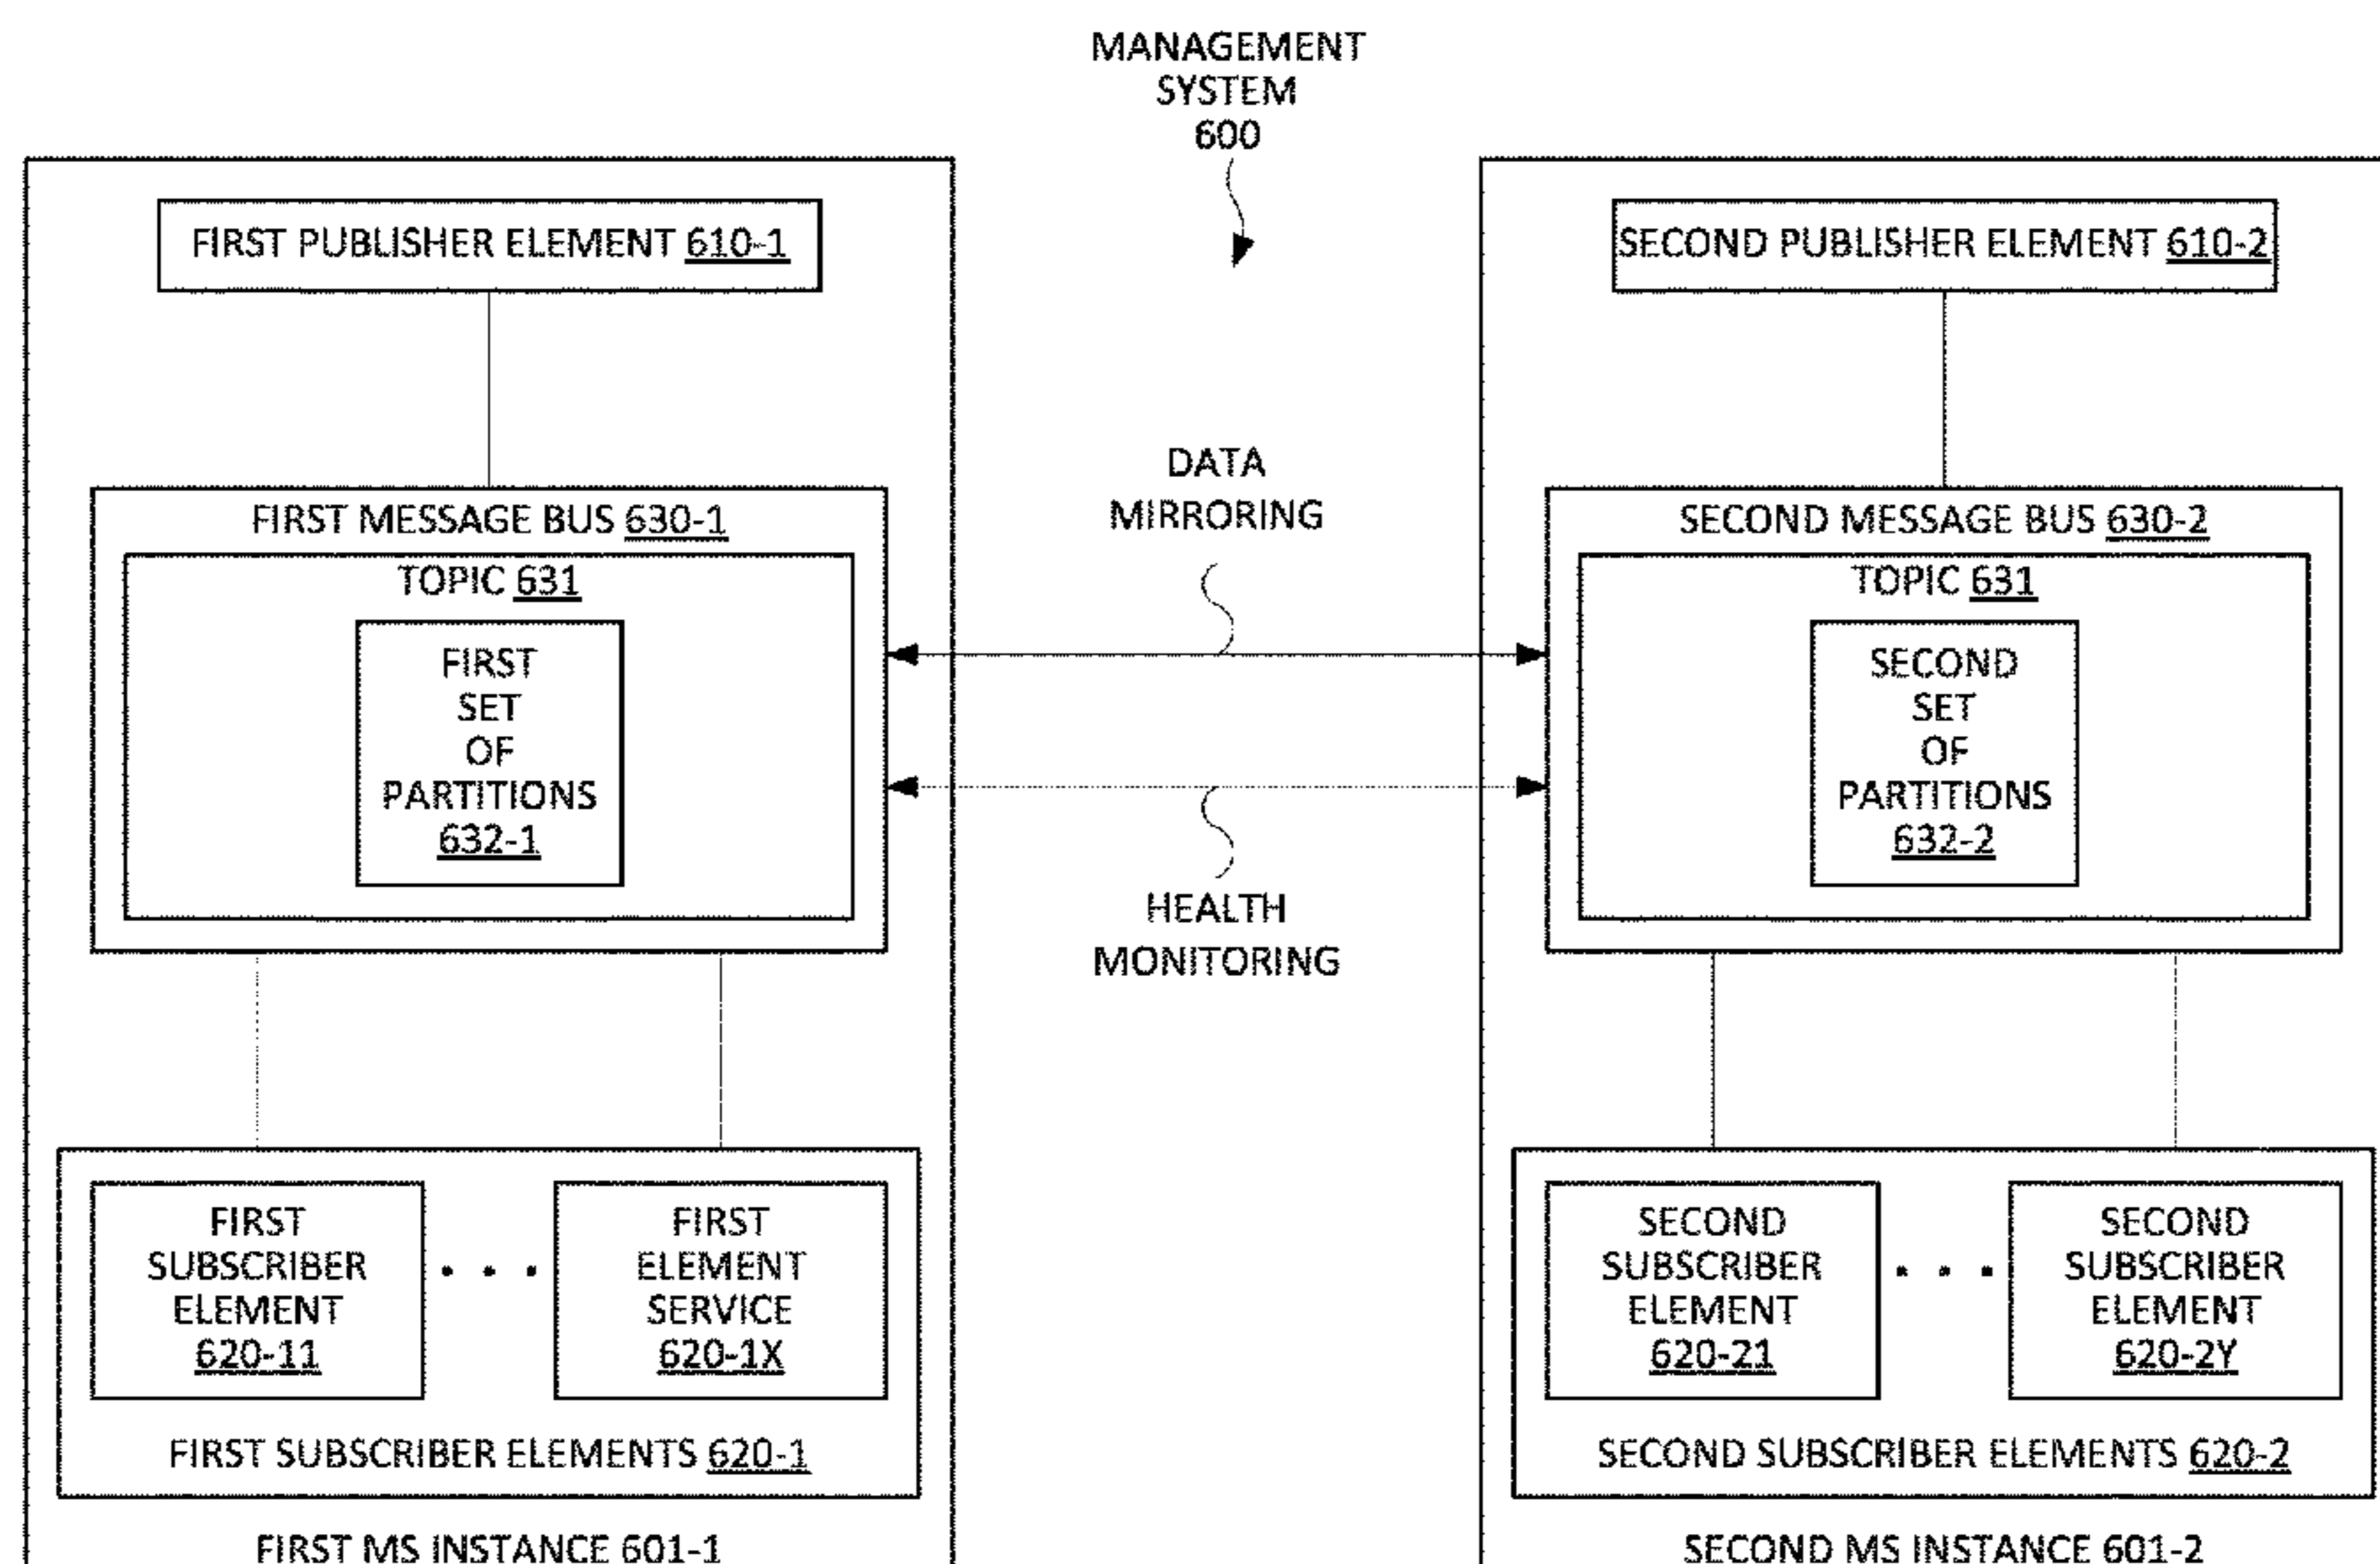 MANAGEMENT
SYSTEM
600
FIRST PUBLISHER ELEMENT 610-1
SECOND PUBLISHER ELEMENT 610-2
DATA
MIRRORING
FIRST MESSAGE BUS 630-1
TOPIC 631
FIRST
SET
OF
PARTITIONS
632-1
SECOND MESSAGE BUS 630-2
TOPIC 631
SECOND
SET
OF
PARTITIONS
632-2
HEALTH
MONITORING
FIRST
SUBSCRIBER
ELEMENT
620-11
. . .
FIRST
ELEMENT
SERVICE
620-1X
FIRST SUBSCRIBER ELEMENTS 620-1
FIRST MS INSTANCE 601-1
SECOND
SUBSCRIBER
ELEMENT
620-21
. . .
SECOND
SUBSCRIBER
ELEMENT
620-2Y
SECOND SUBSCRIBER ELEMENTS 620-2
SECOND MS INSTANCE 601-2